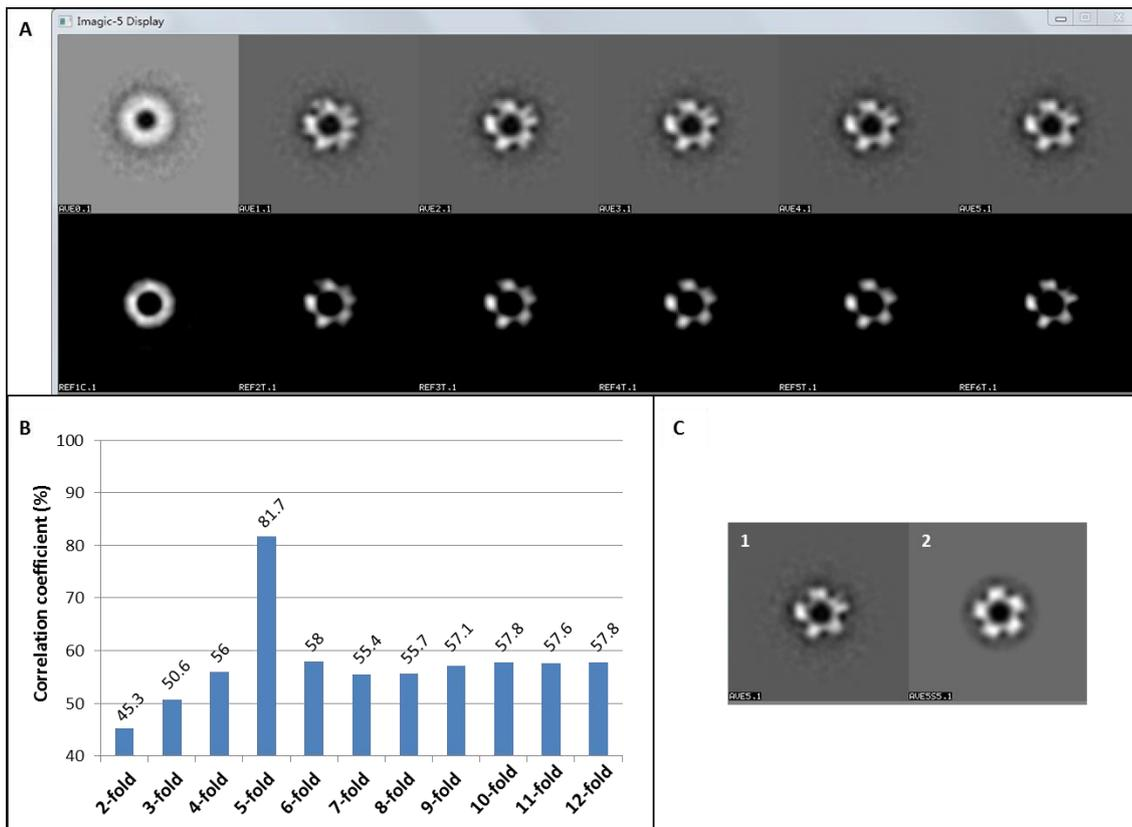 A
Imagic-5 Display
AVE0.1 AVE1.1 AVE2.1 AVE3.1 AVE4.1 AVE5.1
REF1C.1 REF2T.1 REF3T.1 REF4T.1 REF5T.1 REF6T.1
B
Correlation coefficient (%)
100
90
80
70
60
50
40
45.3 50.6 56 81.7 58 55.4 55.7 57.1 57.8 57.6 57.8
2-fold 3-fold 4-fold 5-fold 6-fold 7-fold 8-fold 9-fold 10-fold 11-fold 12-fold
C
1 2
AVE5.1 AVE5S5.1